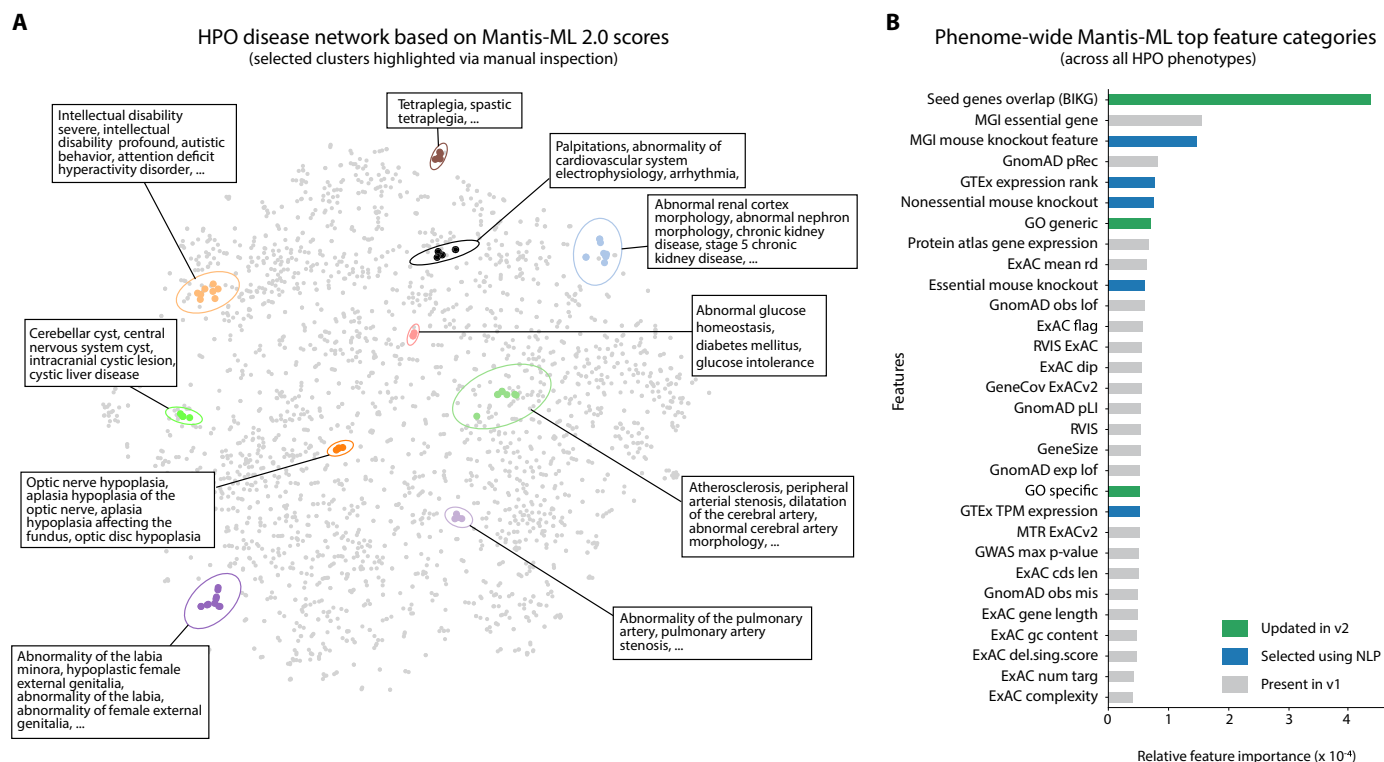 A
HPO disease network based on Mantis-ML 2.0 scores
(selected clusters highlighted via manual inspection)
Intellectual disability
severe, intellectual
disability profound, autistic
behavior, attention deficit
hyperactivity disorder, ...
Tetraplegia, spastic
tetraplegia, ...
Palpitations, abnormality of
cardiovascular system
electrophysiology, arrhythmia,
Abnormal renal cortex
morphology, abnormal nephron
morphology, chronic kidney
disease, stage 5 chronic
kidney disease, ...
Abnormal glucose
homeostasis,
diabetes mellitus,
glucose intolerance
Cerebellar cyst, central
nervous system cyst,
intracranial cystic lesion,
cystic liver disease
Optic nerve hypoplasia,
aplasia hypoplasia of the
optic nerve, aplasia
hypoplasia affecting the
fundus, optic disc hypoplasia
Atherosclerosis, peripheral
arterial stenosis, dilatation
of the cerebral artery,
abnormal cerebral artery
morphology, ...
Abnormality of the pulmonary
artery, pulmonary artery
stenosis, ...
Abnormality of the labia
minora, hypoplastic female
external genitalia,
abnormality of the labia,
abnormality of female external
genitalia, ...
B
Phenome-wide Mantis-ML top feature categories
(across all HPO phenotypes)
Features
Seed genes overlap (BIKG)
MGI essential gene
MGI mouse knockout feature
GnomAD pRec
GTEx expression rank
Nonessential mouse knockout
GO generic
Protein atlas gene expression
ExAC mean rd
Essential mouse knockout
GnomAD obs lof
ExAC flag
RVIS ExAC
ExAC dip
GeneCov ExACv2
GnomAD pLI
RVIS
GeneSize
GnomAD exp lof
GO specific
GTEx TPM expression
MTR ExACv2
GWAS max p-value
ExAC cds len
GnomAD obs mis
ExAC gene length
ExAC gc content
ExAC del.sing.score
ExAC num targ
ExAC complexity
Updated in v2
Selected using NLP
Present in v1
0 1 2 3 4
Relative feature importance (x 10⁻⁴)